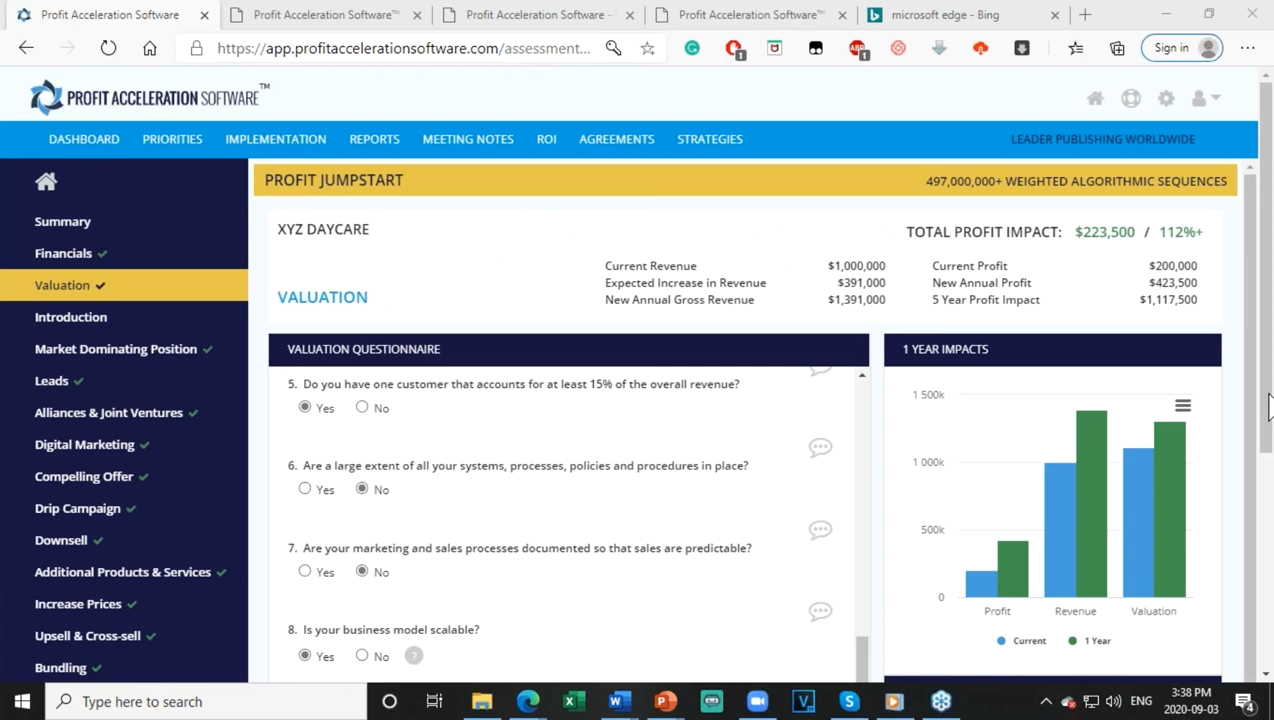 Profit Acceleration Software
Profit Acceleration Software™
Profit Acceleration Software -
Profit Acceleration Software™
microsoft edge - Bing
https://app.profitaccelerationsoftware.com/assessment...
1
ABP
1
Sign in
PROFIT ACCELERATION SOFTWARE™
DASHBOARD
PRIORITIES
IMPLEMENTATION
REPORTS
MEETING NOTES
ROI
AGREEMENTS
STRATEGIES
LEADER PUBLISHING WORLDWIDE
Summary
Financials
Valuation
Introduction
Market Dominating Position
Leads
Alliances & Joint Ventures
Digital Marketing
Compelling Offer
Drip Campaign
Downsell
Additional Products & Services
Increase Prices
Upsell & Cross-sell
Bundling
PROFIT JUMPSTART
497,000,000+ WEIGHTED ALGORITHMIC SEQUENCES
XYZ DAYCARE
TOTAL PROFIT IMPACT: $223,500 / 112%+
VALUATION
Current Revenue $1,000,000
Expected Increase in Revenue $391,000
New Annual Gross Revenue $1,391,000
Current Profit $200,000
New Annual Profit $423,500
5 Year Profit Impact $1,117,500
VALUATION QUESTIONNAIRE
5. Do you have one customer that accounts for at least 15% of the overall revenue?
Yes No
6. Are a large extent of all your systems, processes, policies and procedures in place?
Yes No
7. Are your marketing and sales processes documented so that sales are predictable?
Yes No
8. Is your business model scalable?
Yes No ?
1 YEAR IMPACTS
1 500k
1 000k
500k
0
Profit Revenue Valuation
Current 1 Year
Type here to search
ENG
3:38 PM
2020-09-03
4